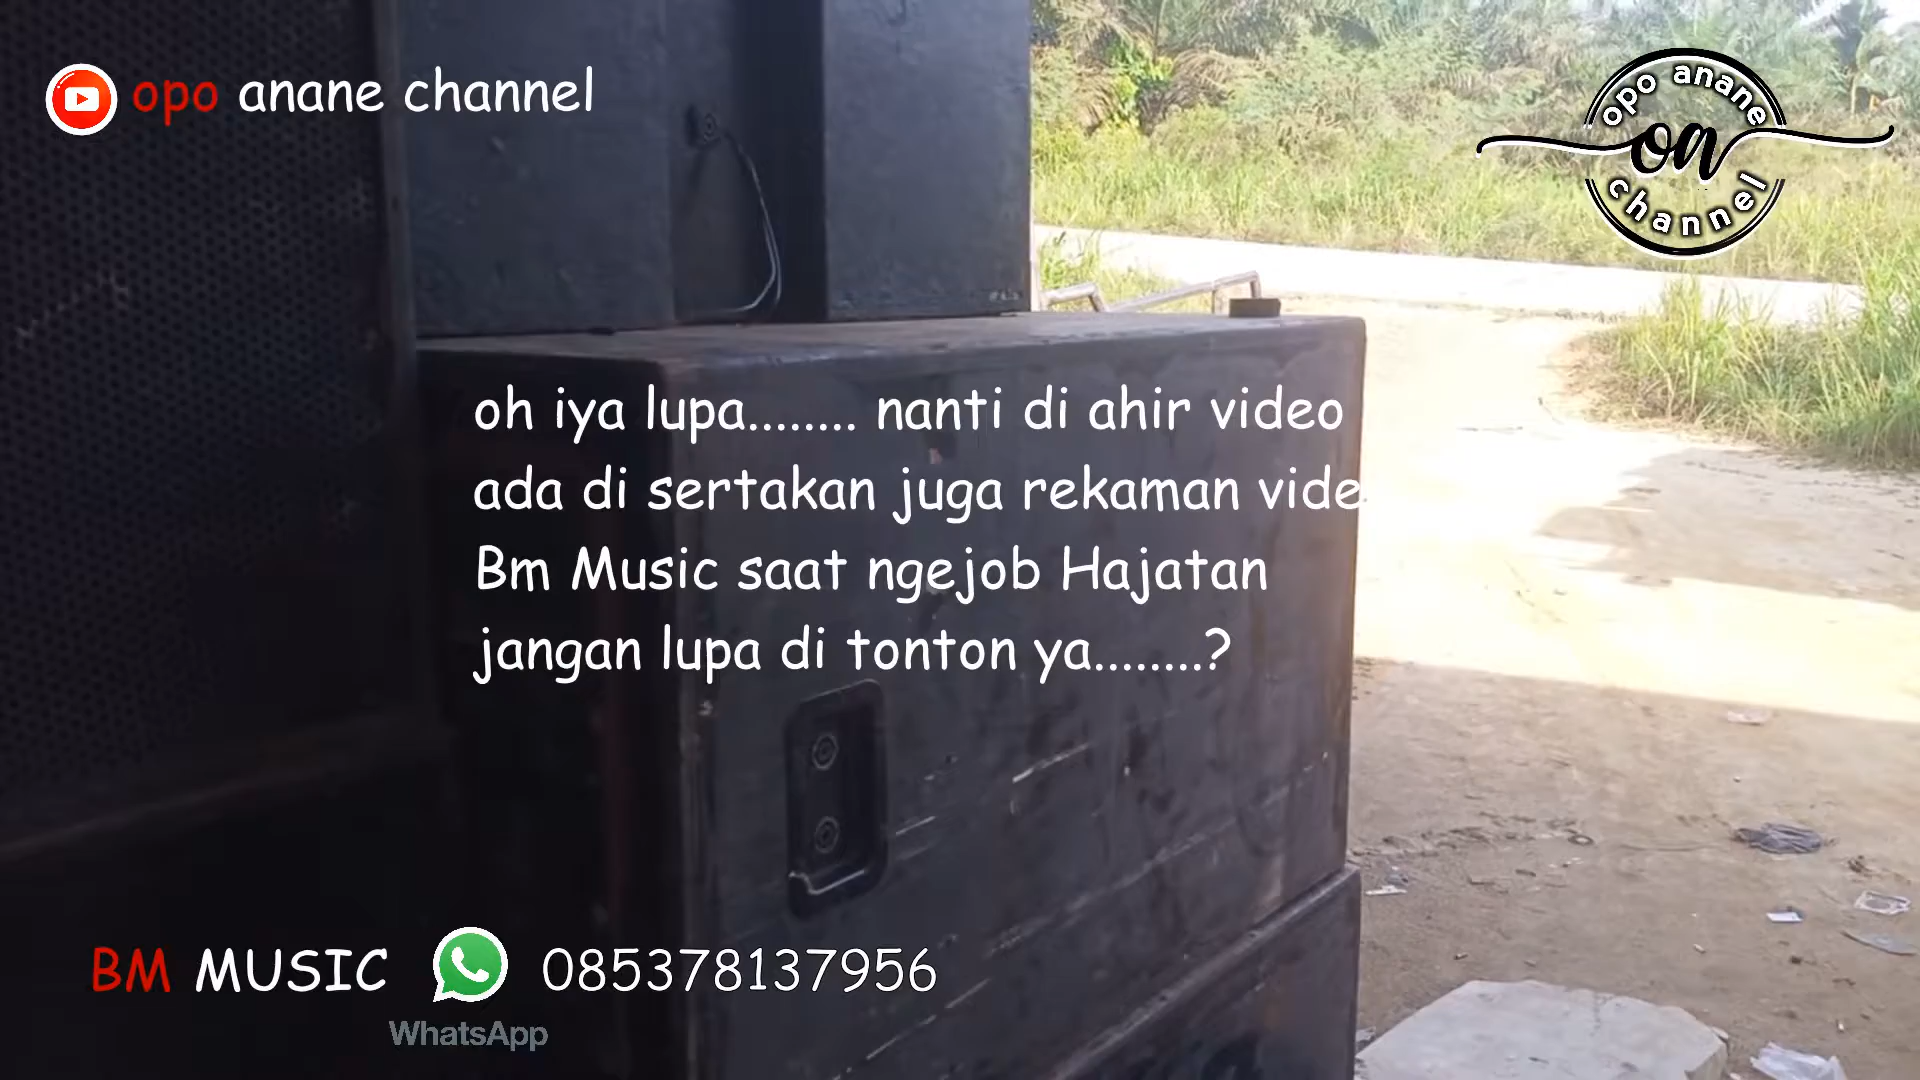 opo anane channel
opo anane
oa
channel
oh iya lupa........ nanti di ahir video
ada di sertakan juga rekaman vide
Bm Music saat ngejob Hajatan
jangan lupa di tonton ya........?
BM MUSIC 085378137956
WhatsApp